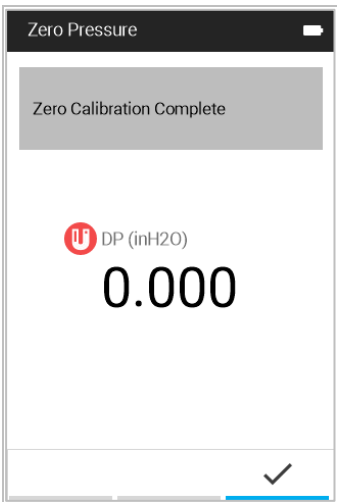 Zero Pressure
Zero Calibration Complete
DP (inH2O)
0.000